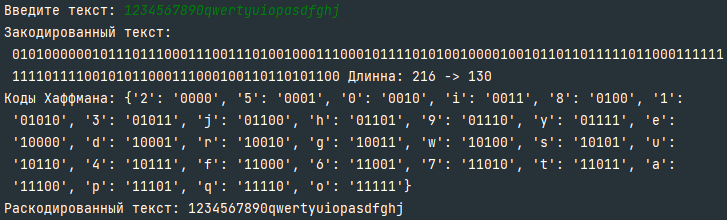 Введите текст: 1234567890qwertyuiopasdfghj
Закодированный текст:
01010000001011101110001110011101001000111000101111010100100001001011011011111011000111111
11110111100101011000111000100110110101100 Длинна: 216 -> 130
Коды Хаффмана: {'2': '0000', '5': '0001', '0': '0010', 'i': '0011', '8': '0100', '1':
'01010', '3': '01011', 'j': '01100', 'h': '01101', '9': '01110', 'y': '01111', 'e':
'10000', 'd': '10001', 'r': '10010', 'g': '10011', 'w': '10100', 's': '10101', 'u':
'10110', '4': '10111', 'f': '11000', '6': '11001', '7': '11010', 't': '11011', 'a':
'11100', 'p': '11101', 'q': '11110', 'o': '11111'}
Раскодированный текст: 1234567890qwertyuiopasdfghj